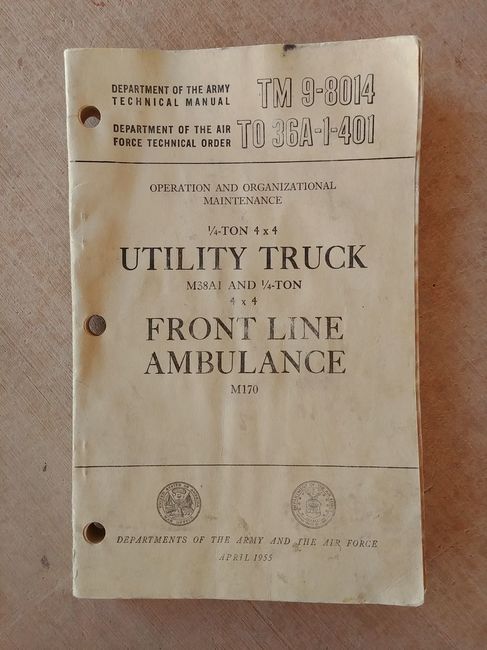 DEPARTMENT OF THE ARMY
TECHNICAL MANUAL
TM 9-8014
DEPARTMENT OF THE AIR
FORCE TECHNICAL ORDER
TO 36A-1-401
OPERATION AND ORGANIZATIONAL
MAINTENANCE
¼-TON 4 x 4
UTILITY TRUCK
M38A1 AND ¼-TON
4 x 4
FRONT LINE
AMBULANCE
M170
DEPARTMENTS OF THE ARMY AND THE AIR FORCE
APRIL 1955